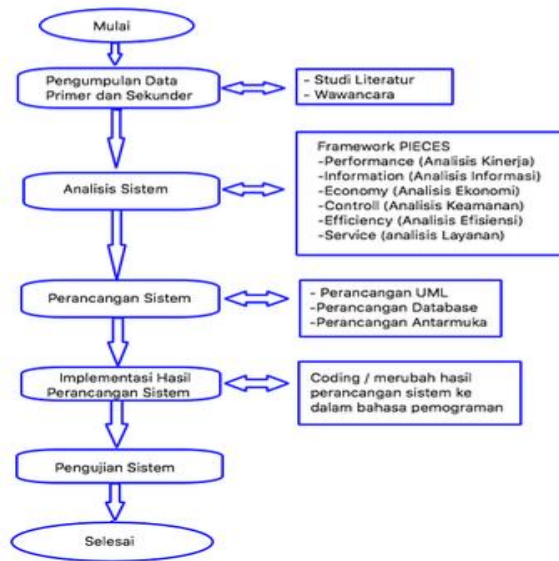 Mulai
Pengumpulan Data
Primer dan Sekunder
- Studi Literatur
- Wawancara
Analisis Sistem
Framework PIECES
-Performance (Analisis Kinerja)
-Information (Analisis Informasi)
-Economy (Analisis Ekonomi)
-Controll (Analisis Keamanan)
-Efficiency (Analisis Efisiensi)
-Service (analisis Layanan)
Perancangan Sistem
- Perancangan UML
-Perancangan Database
-Perancangan Antarmuka
Implementasi Hasil
Perancangan Sistem
Coding / merubah hasil
perancangan sistem ke
dalam bahasa pemograman
Pengujian Sistem
Selesai